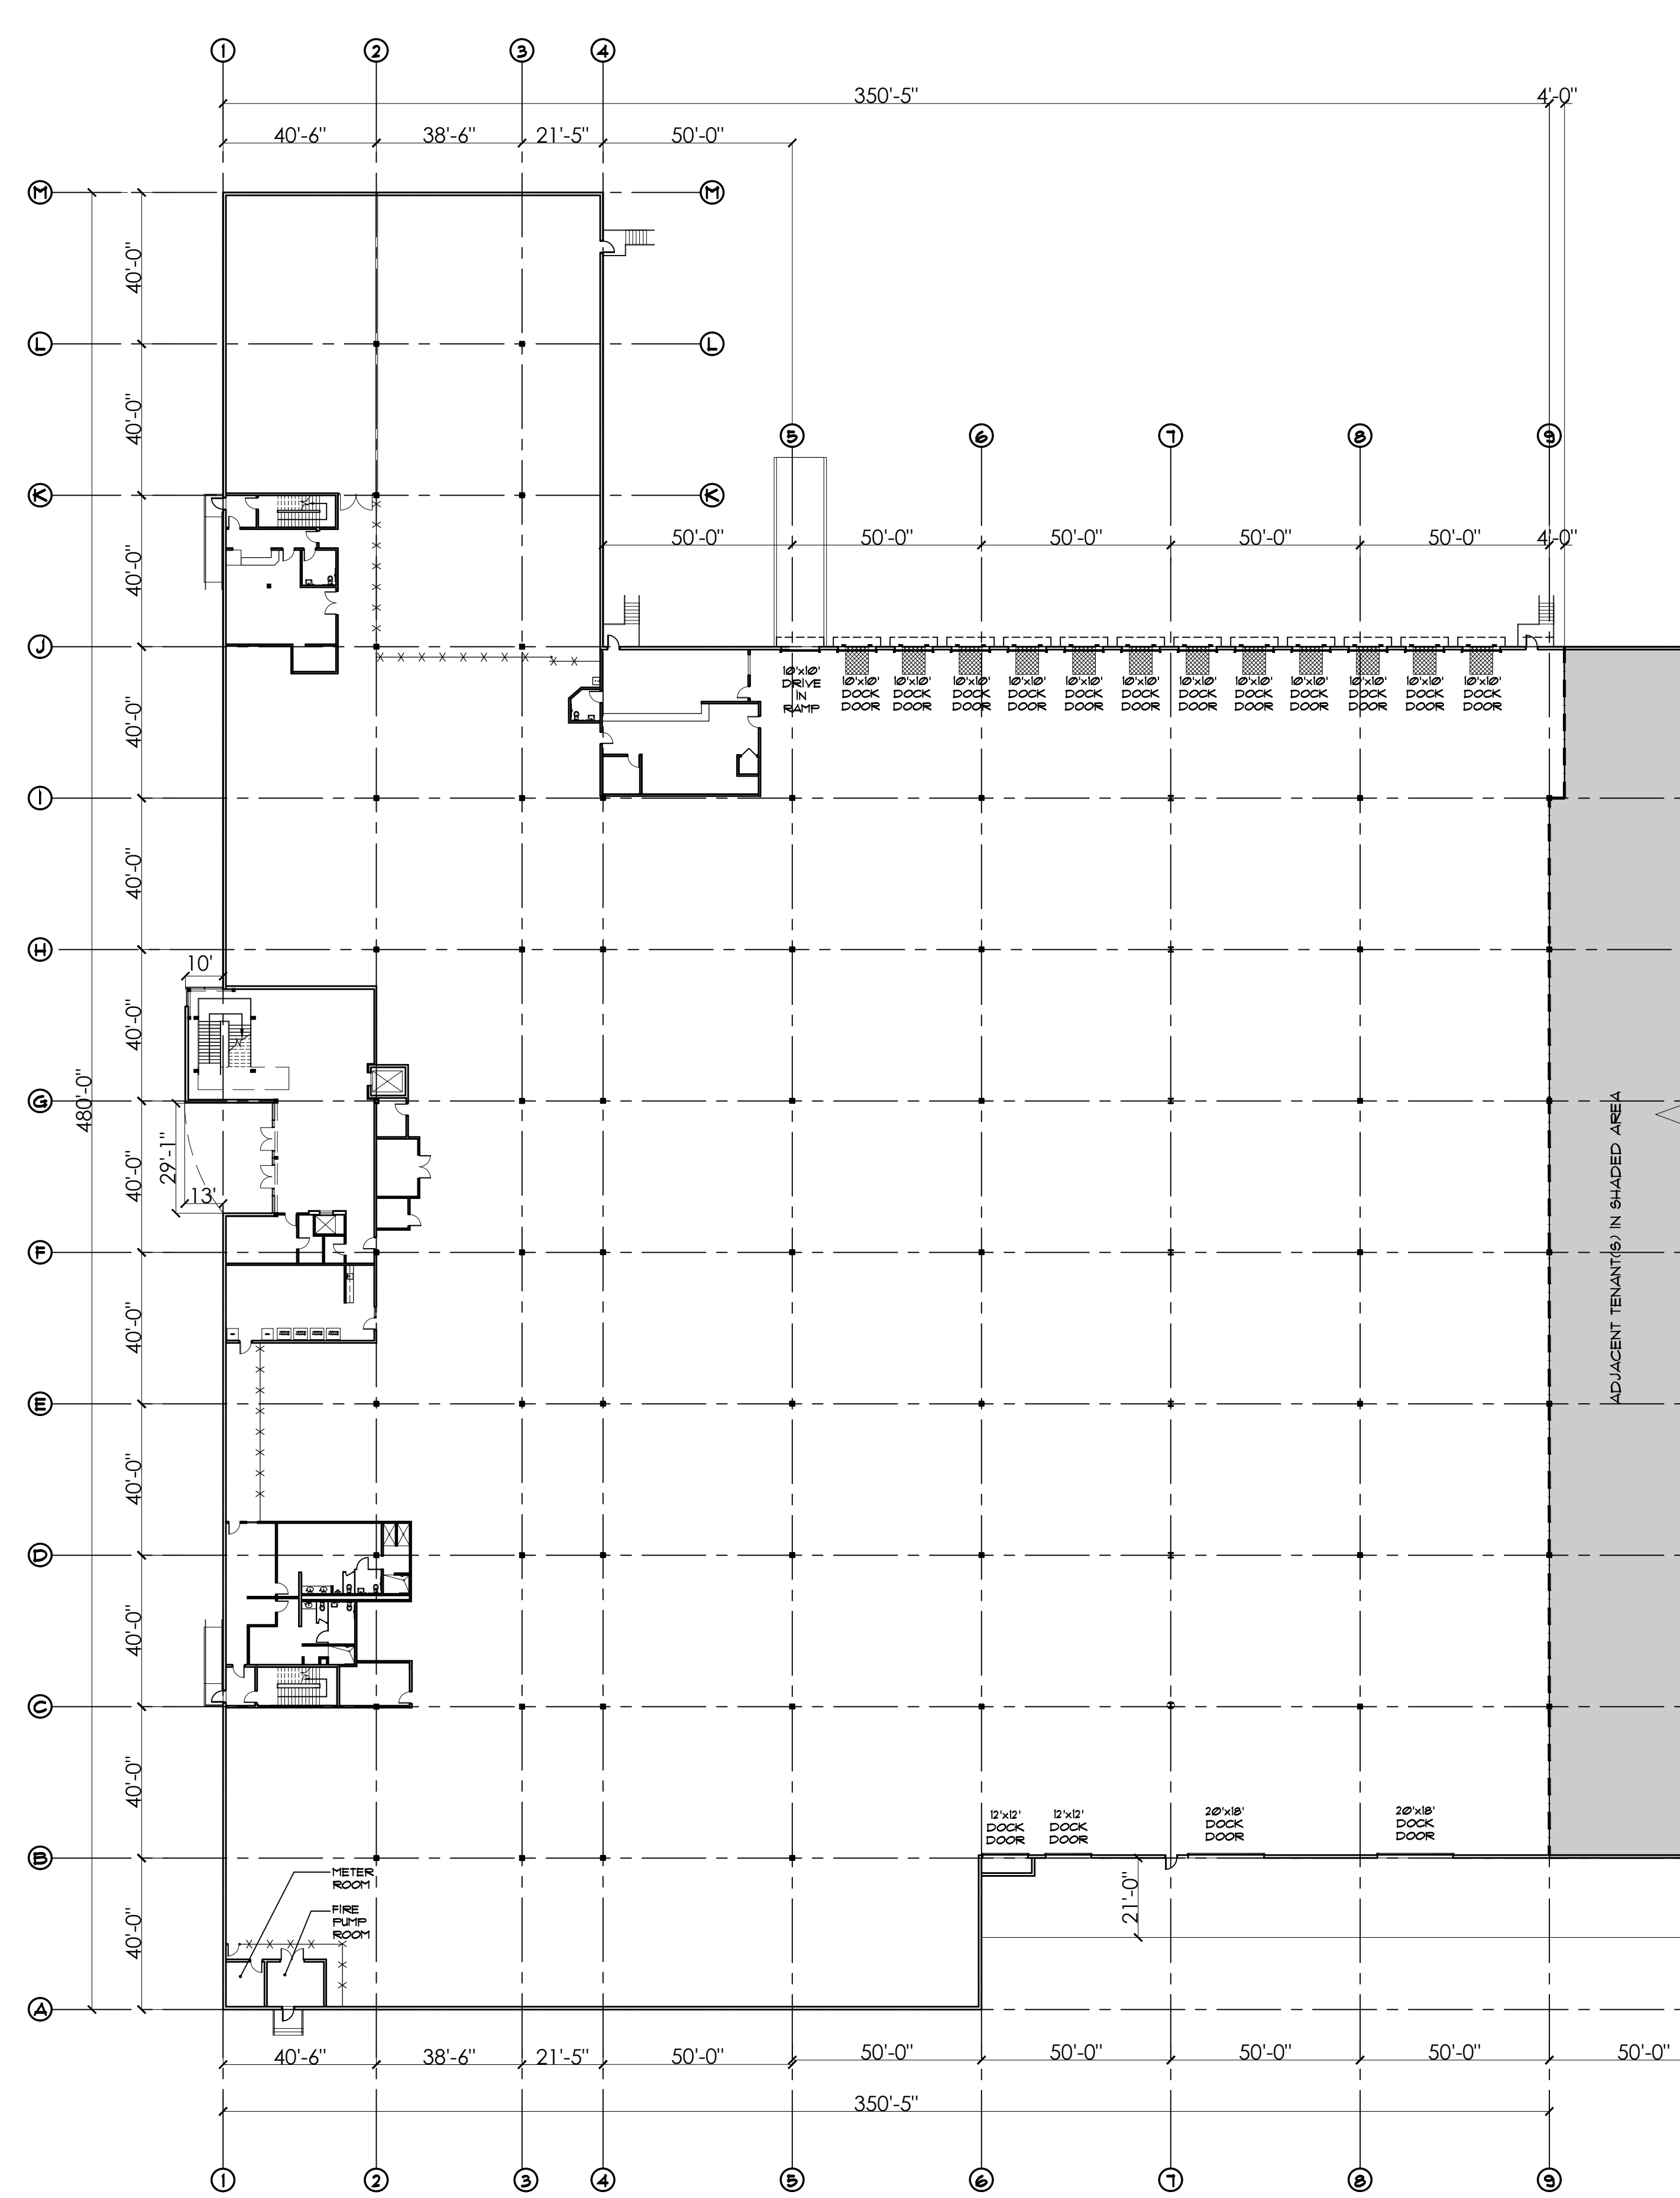 1 2 3 4
350'-5" 4'-0"
40'-6" 38'-6" 21'-5" 50'-0"
M M
40'-0"
L L
40'-0"
5 6 7 8 9
K K
50'-0" 50'-0" 50'-0" 50'-0" 50'-0" 4'-0"
40'-0"
J
10'x10'
DRIVE
IN
RAMP
10'x10'
DOCK
DOOR
10'x10'
DOCK
DOOR
10'x10'
DOCK
DOOR
10'x10'
DOCK
DOOR
10'x10'
DOCK
DOOR
10'x10'
DOCK
DOOR
10'x10'
DOCK
DOOR
10'x10'
DOCK
DOOR
10'x10'
DOCK
DOOR
10'x10'
DOCK
DOOR
10'x10'
DOCK
DOOR
10'x10'
DOCK
DOOR
40'-0"
I
40'-0"
H
10'
40'-0"
480'-0"
G
29'-1"
40'-0"
13'
ADJACENT TENANT(S) IN SHADED AREA
F
40'-0"
E
40'-0"
D
40'-0"
C
40'-0"
12'x12'
DOCK
DOOR
12'x12'
DOCK
DOOR
20'x18'
DOCK
DOOR
20'x18'
DOCK
DOOR
B
METER
ROOM
21'-0"
FIRE
PUMP
ROOM
40'-0"
A
40'-6" 38'-6" 21'-5" 50'-0" 50'-0" 50'-0" 50'-0" 50'-0" 50'-0"
350'-5"
1 2 3 4 5 6 7 8 9